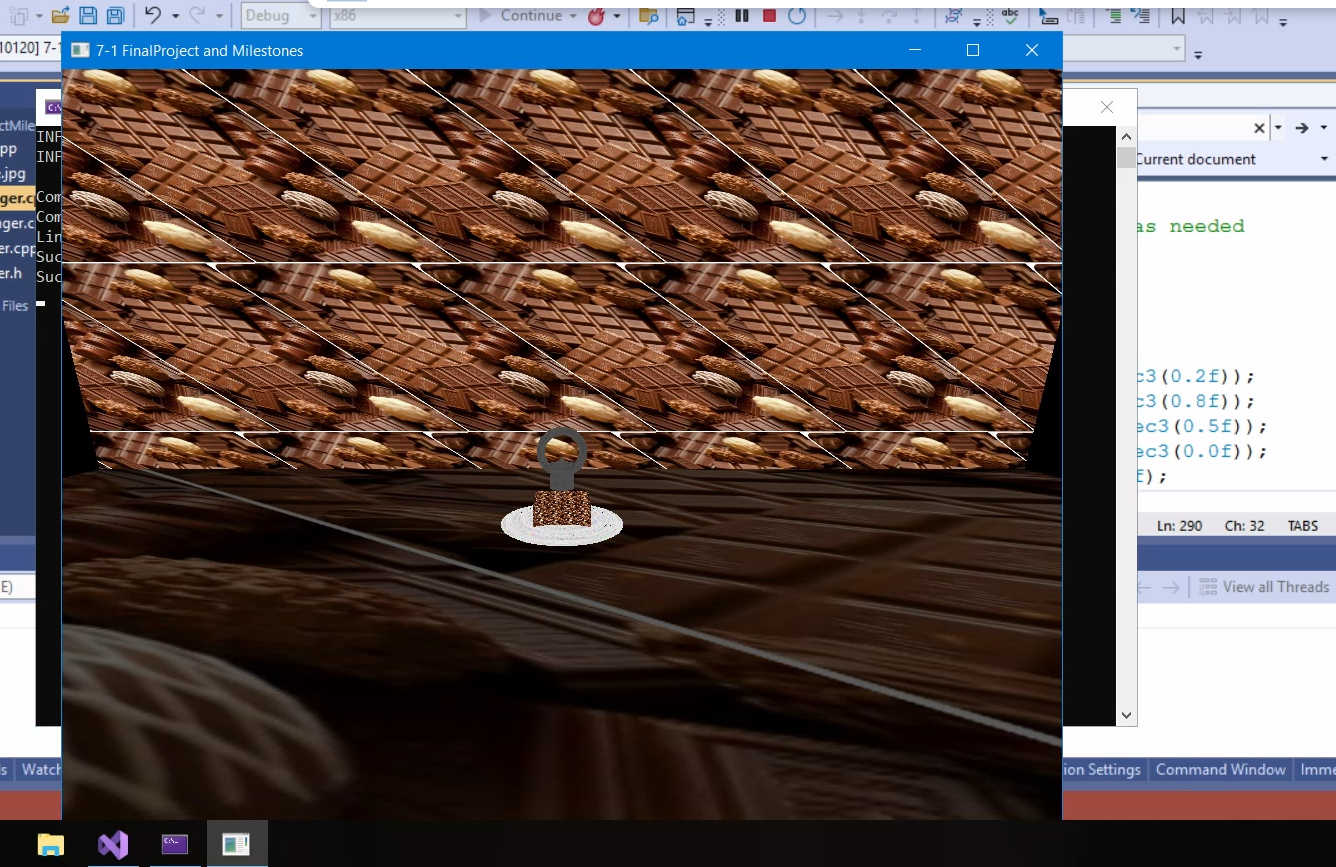 Debug
x86
Continue
10120] 7-1
7-1 FinalProject and Milestones
ctMile
pp
.jpg
ger.c
ager.c
er.cpp
er.h
Files
INF
INF
Com
Com
Lin
Suc
Suc
Current document
as needed
c3(0.2f));
c3(0.8f));
ec3(0.5f));
ec3(0.0f));
f);
Ln: 290 Ch: 32 TABS
E)
View all Threads
s Watch
ion Settings Command Window Imme